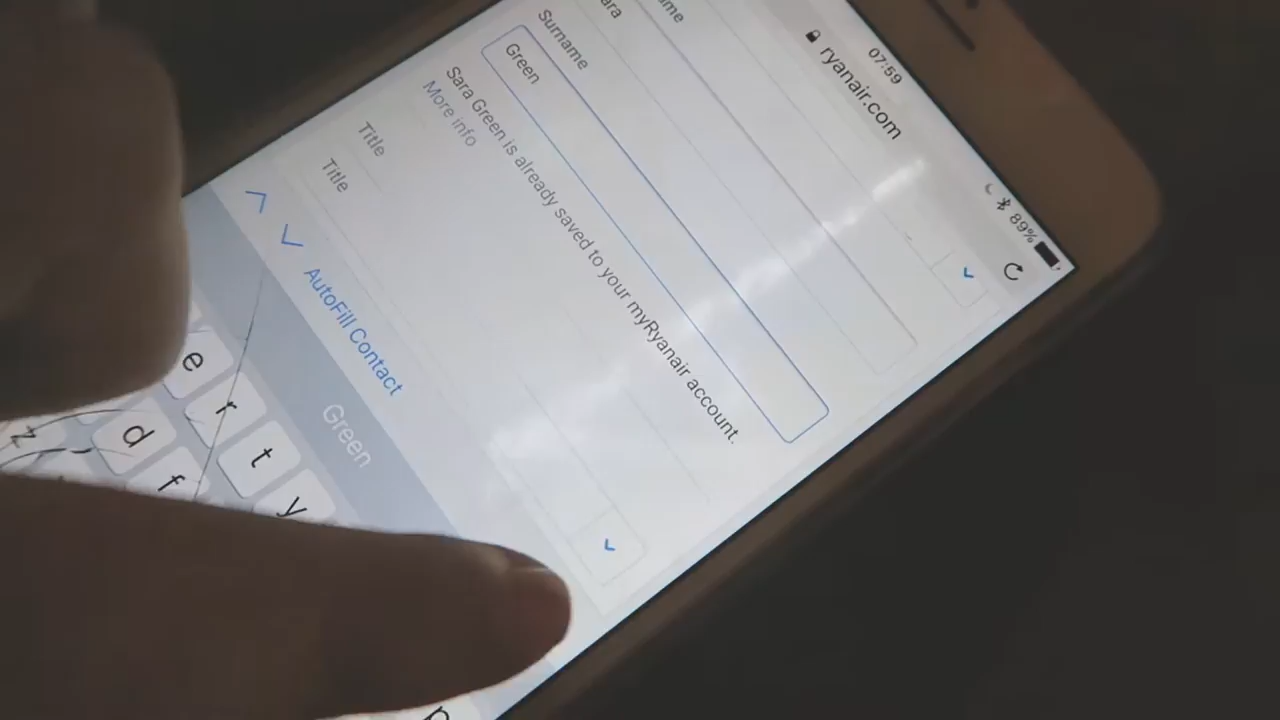 07:59
89%
ryanair.com
Surname
Green
Sara Green is already saved to your myRyanair account.
More info
Title
Title
AutoFill Contact
Green
e r t y
d f
z
p